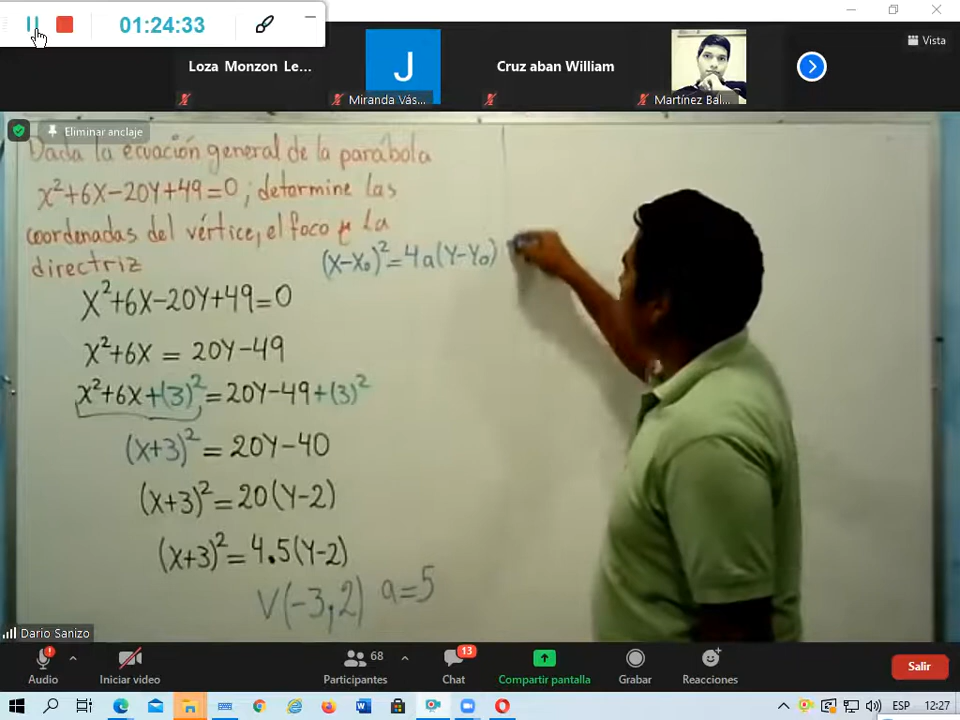 01:24:33
Vista
Loza Monzon Le...
J
Cruz aban William
Miranda Vás...
Martínez Bal...
Eliminar anclaje
Dada la ecuación general de la parábola
x²+6x-20Y+49=0; determine las
coordenadas del vértice, el foco y la
directriz
(X-X₀)²=4a(Y-Y₀)
X²+6X-20Y+49=0
x²+6x = 20Y-49
x²+6x+(3)²=20Y-49+(3)²
(x+3)²=20Y-40
(x+3)²=20(Y-2)
(x+3)²=4.5(Y-2)
V(-3,2) a=5
Dario Sanizo
Audio
Iniciar video
68
Participantes
13
Chat
Compartir pantalla
Grabar
Reacciones
Salir
ESP
12:27